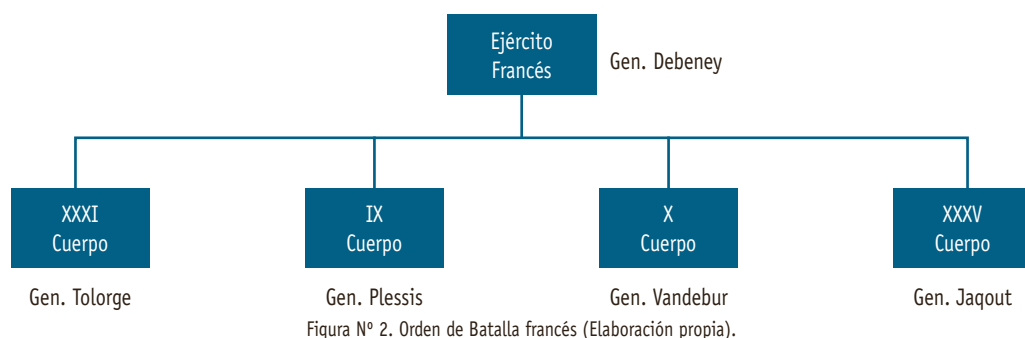 Ejército
Francés
Gen. Debeney
XXXI
Cuerpo
IX
Cuerpo
X
Cuerpo
XXXV
Cuerpo
Gen. Tolorge
Gen. Plessis
Gen. Vandebur
Gen. Jaqout
Figura Nº 2. Orden de Batalla francés (Elaboración propia).